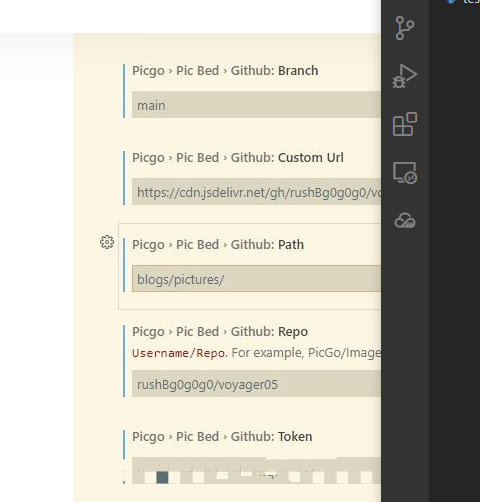 Picgo › Pic Bed › Github: Branch
main
Picgo › Pic Bed › Github: Custom Url
https://cdn.jsdelivr.net/gh/rushBg0g0g0/vo
Picgo › Pic Bed › Github: Path
blogs/pictures/
Picgo › Pic Bed › Github: Repo
Username/Repo. For example, PicGo/Image
rushBg0g0g0/voyager05
Picgo › Pic Bed › Github: Token